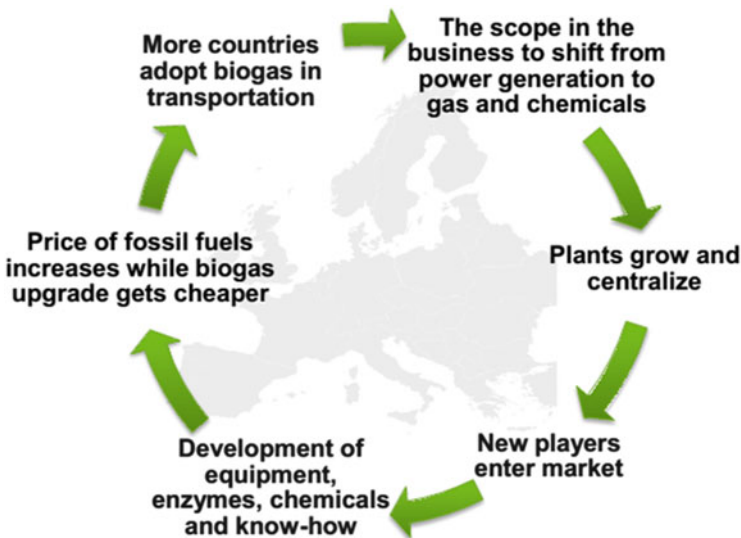 More countries
adopt biogas in
transportation
The scope in the
business to shift from
power generation to
gas and chemicals
Plants grow and
centralize
New players
enter market
Development of
equipment,
enzymes, chemicals
and know-how
Price of fossil fuels
increases while biogas
upgrade gets cheaper